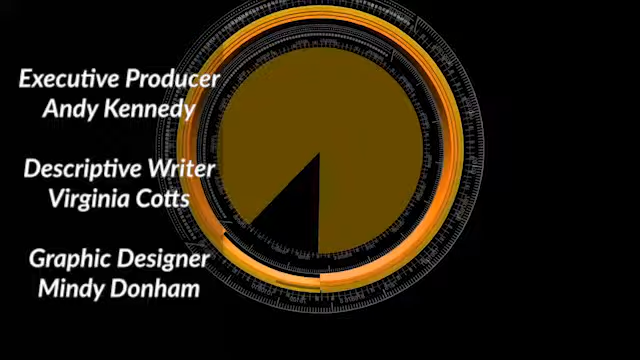 Executive Producer
Andy Kennedy
Descriptive Writer
Virginia Cotts
Graphic Designer
Mindy Donham